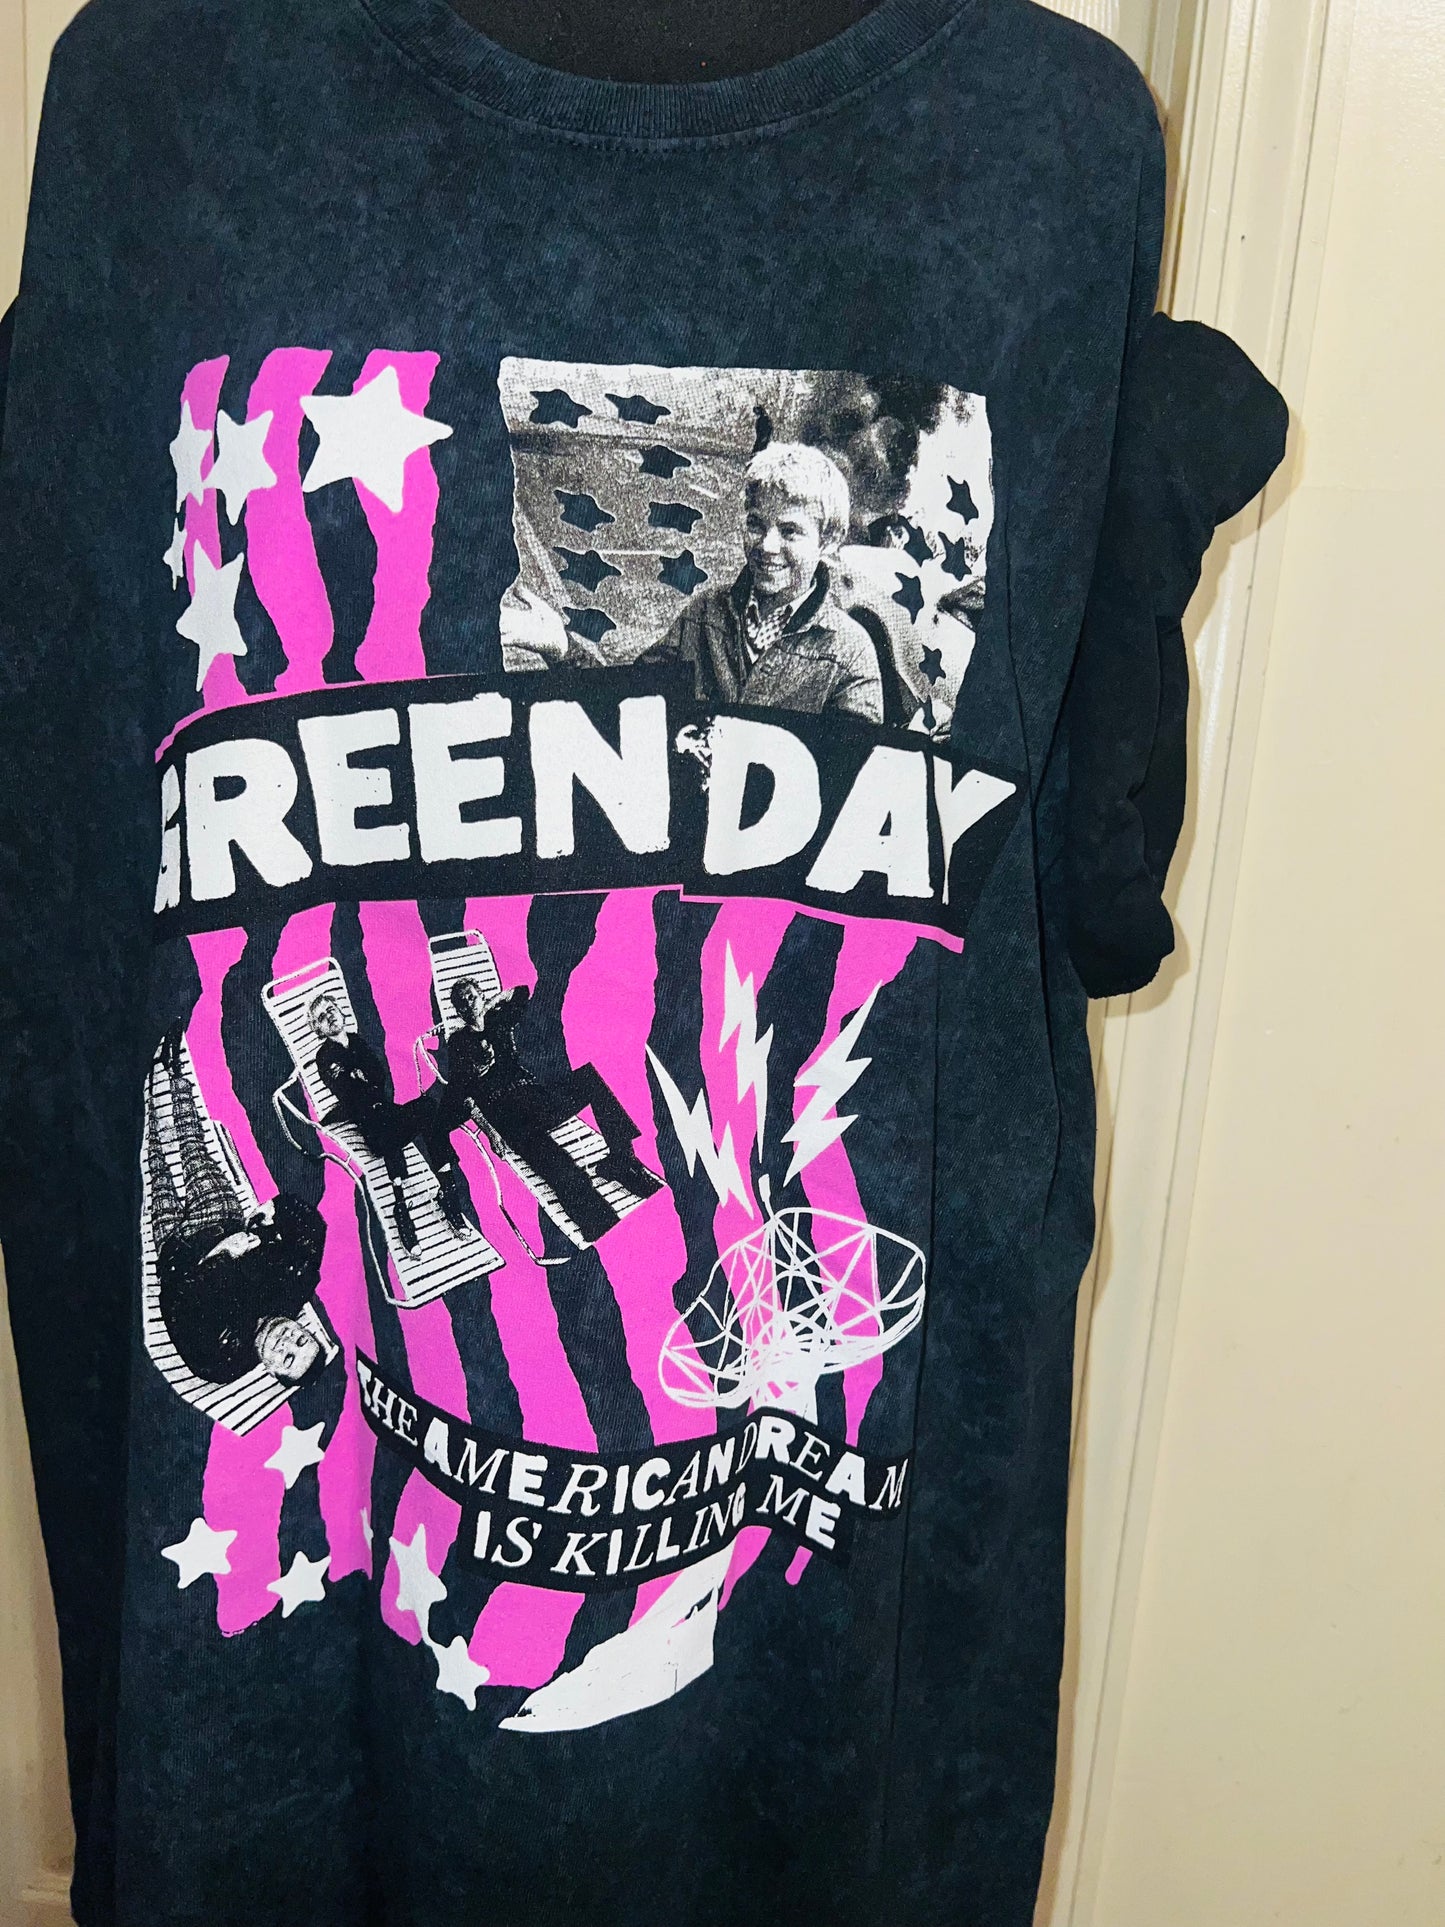 GREEN DAY
THE AMERICAN DREAM
IS KILLING ME